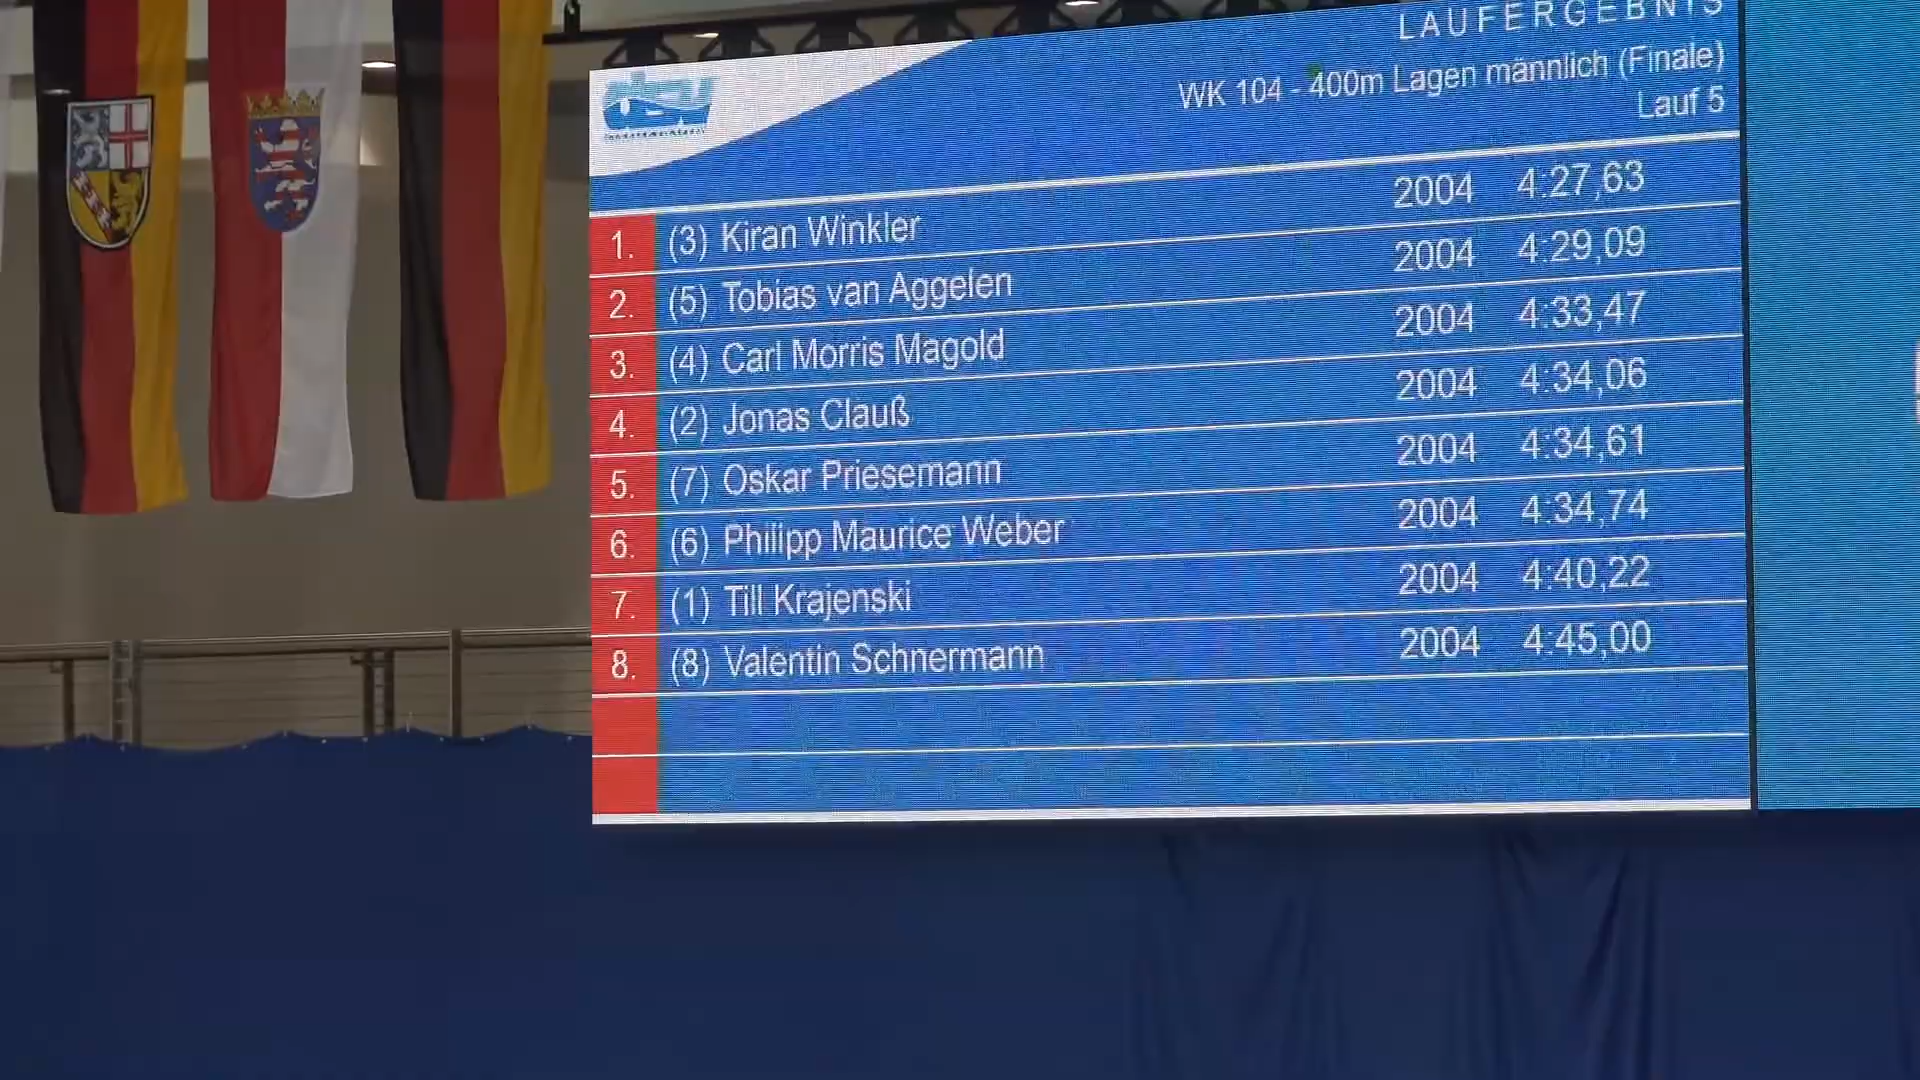 LAUFERGEBNIS
WK 104 - 400m Lagen männlich (Finale)
Lauf 5
1. (3) Kiran Winkler 2004 4:27,63
2. (5) Tobias van Aggelen 2004 4:29,09
3. (4) Carl Morris Magold 2004 4:33,47
4. (2) Jonas Clauß 2004 4:34,06
5. (7) Oskar Priesemann 2004 4:34,61
6. (6) Philipp Maurice Weber 2004 4:34,74
7. (1) Till Krajenski 2004 4:40,22
8. (8) Valentin Schnermann 2004 4:45,00